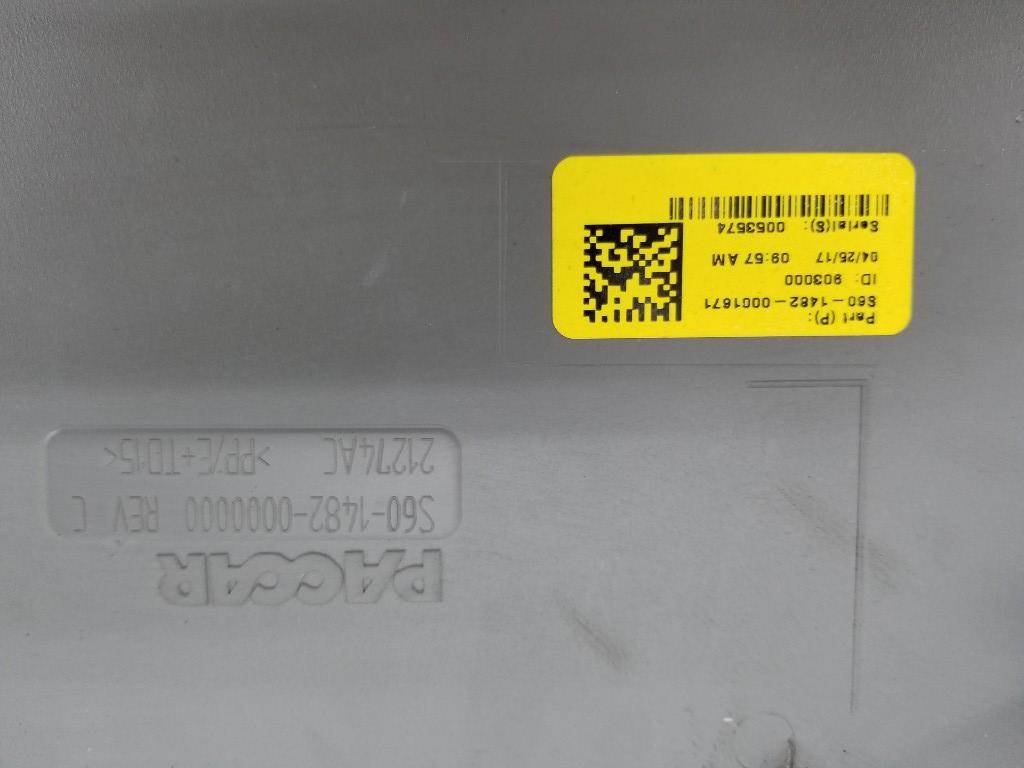 PACCAR
S60-1482-0000000 REV C
21274AC >PP/E+TD15<
Part (P):
S60-1482-0001671
ID: 903000
04/25/17 09:57 AM
Serial(S): 0053574